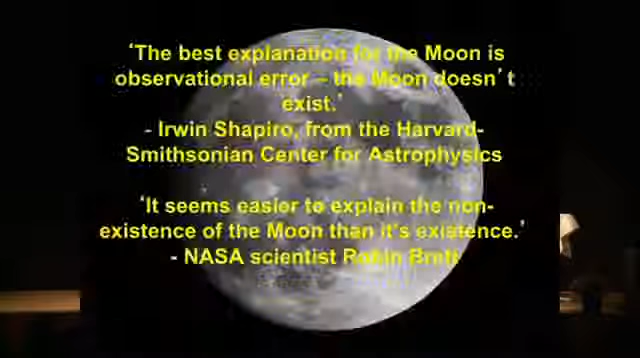 ‘The best explanation for the Moon is
observational error – the Moon doesn’t
exist.’
- Irwin Shapiro, from the Harvard-
Smithsonian Center for Astrophysics
‘It seems easier to explain the non-
existence of the Moon than it's existence.’
- NASA scientist Robin Brett